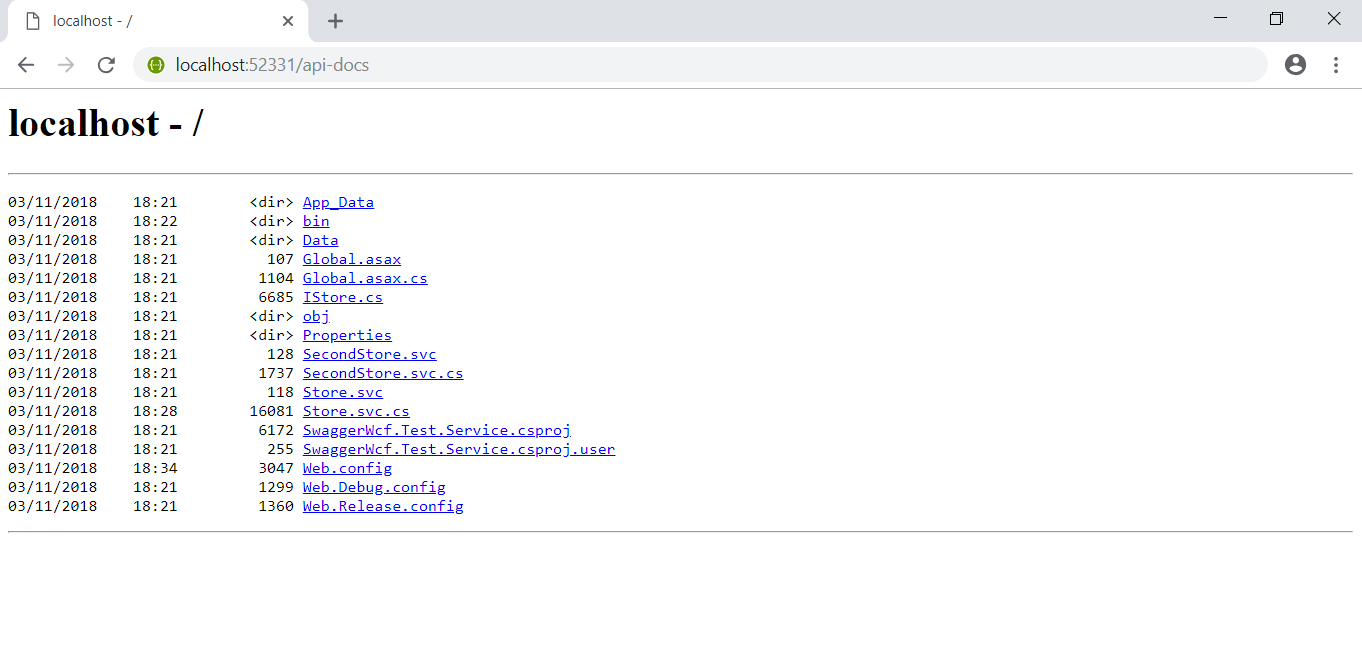 localhost - /
localhost:52331/api-docs
localhost - /
03/11/2018 18:21 <dir> App_Data
03/11/2018 18:22 <dir> bin
03/11/2018 18:21 <dir> Data
03/11/2018 18:21 107 Global.asax
03/11/2018 18:21 1104 Global.asax.cs
03/11/2018 18:21 6685 IStore.cs
03/11/2018 18:21 <dir> obj
03/11/2018 18:21 <dir> Properties
03/11/2018 18:21 128 SecondStore.svc
03/11/2018 18:21 1737 SecondStore.svc.cs
03/11/2018 18:21 118 Store.svc
03/11/2018 18:28 16081 Store.svc.cs
03/11/2018 18:21 6172 SwaggerWcf.Test.Service.csproj
03/11/2018 18:21 255 SwaggerWcf.Test.Service.csproj.user
03/11/2018 18:34 3047 Web.config
03/11/2018 18:21 1299 Web.Debug.config
03/11/2018 18:21 1360 Web.Release.config